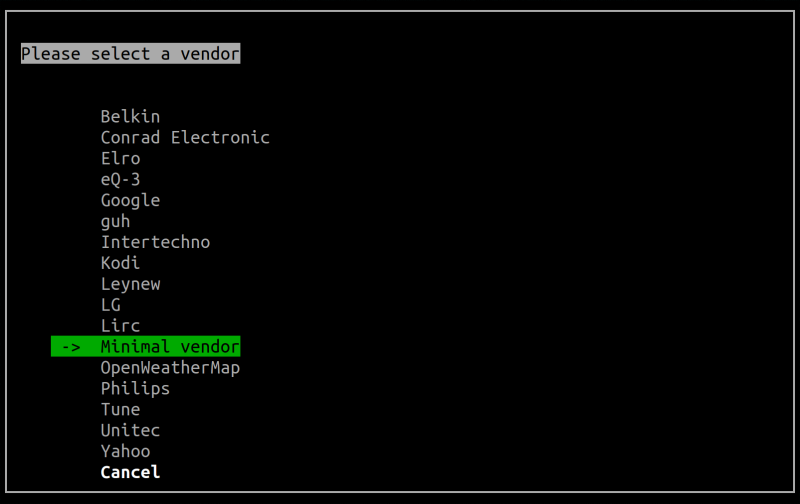 Please select a vendor
Belkin
Conrad Electronic
Elro
eQ-3
Google
guh
Intertechno
Kodi
Leynew
LG
Lirc
-> Minimal vendor
OpenWeatherMap
Philips
Tune
Unitec
Yahoo
Cancel